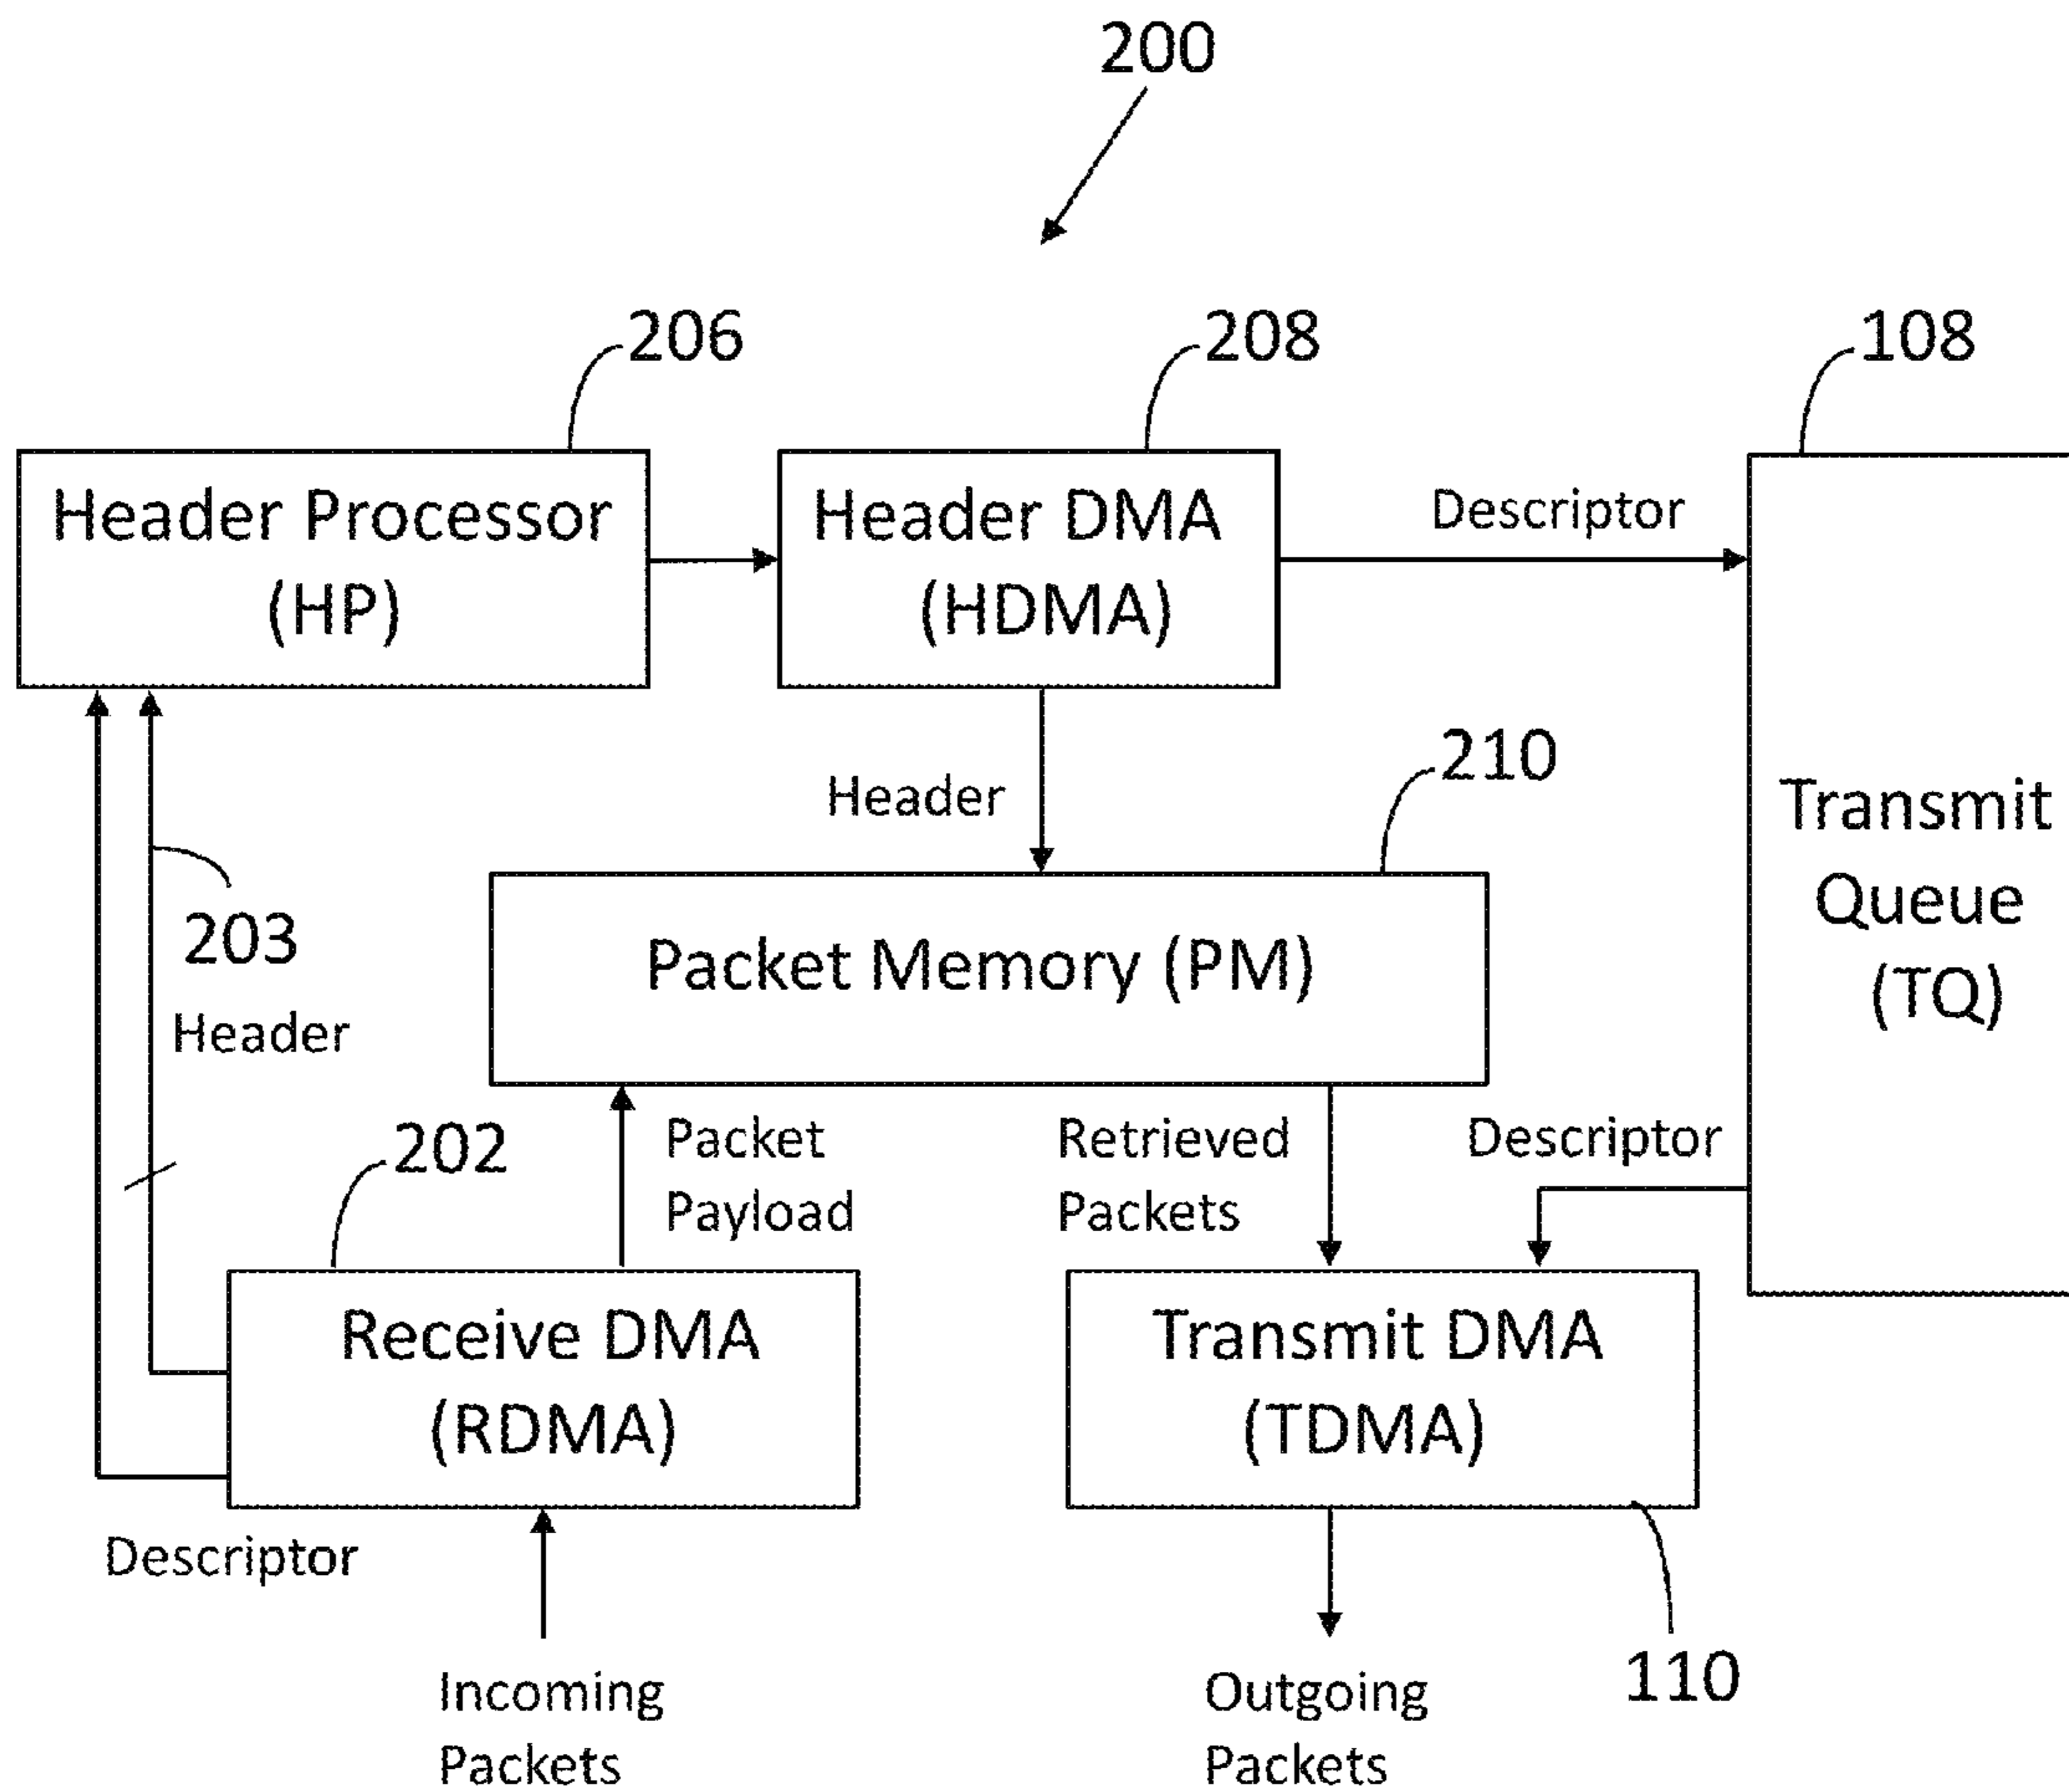 200
206
208
108
Header Processor
(HP)
Header DMA
(HDMA)
Descriptor
Header
210
Transmit
Queue
(TQ)
203
Header
Packet Memory (PM)
202
Packet
Payload
Retrieved
Packets
Descriptor
Receive DMA
(RDMA)
Transmit DMA
(TDMA)
Descriptor
Incoming
Packets
Outgoing
Packets
110